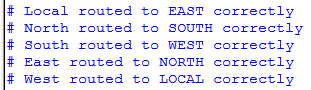 # Local routed to EAST correctly
# North routed to SOUTH correctly
# South routed to WEST correctly
# East routed to NORTH correctly
# West routed to LOCAL correctly